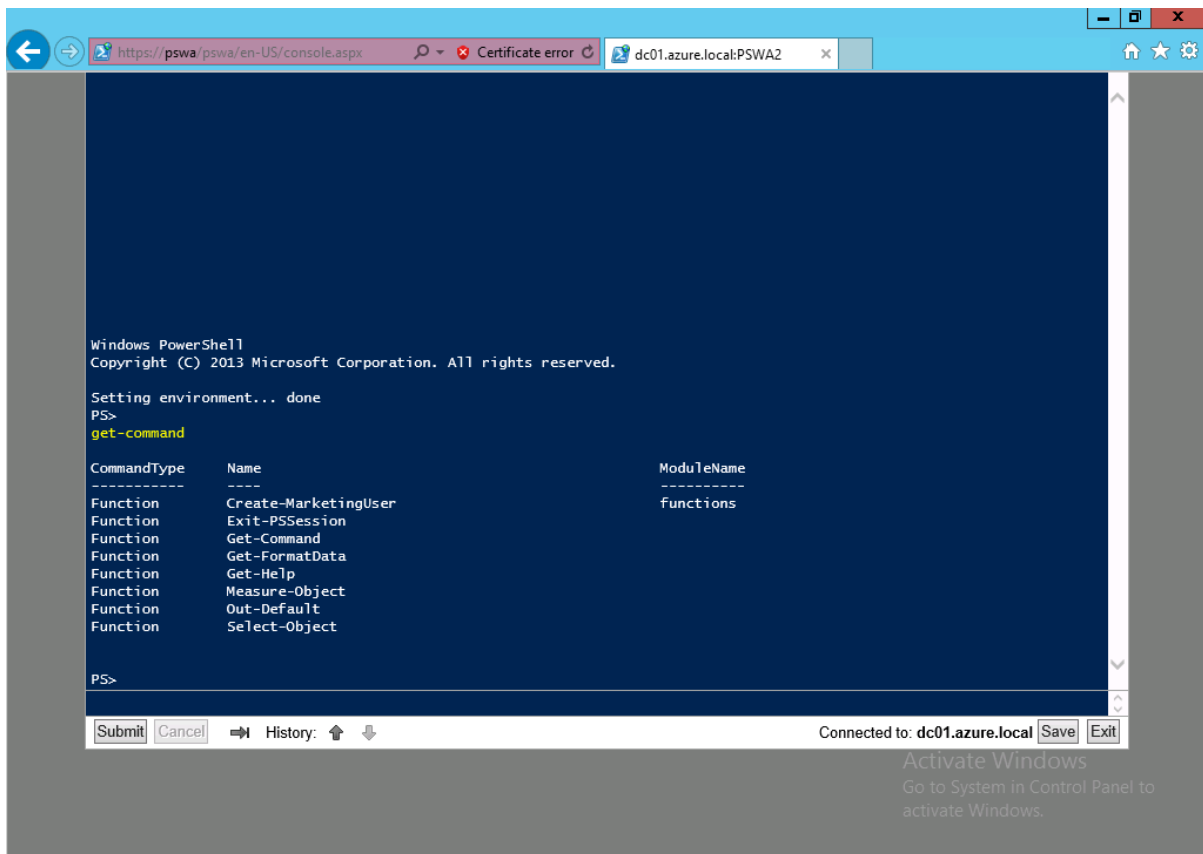 https://pswa/pswa/en-US/console.aspx
Certificate error
dc01.azure.local:PSWA2
Windows PowerShell
Copyright (C) 2013 Microsoft Corporation. All rights reserved.
Setting environment... done
PS>
get-command
CommandType Name ModuleName
----------- ---- ----------
Function Create-MarketingUser functions
Function Exit-PSSession
Function Get-Command
Function Get-FormatData
Function Get-Help
Function Measure-Object
Function Out-Default
Function Select-Object
PS>
Submit Cancel History: Connected to: dc01.azure.local Save Exit
Activate Windows
Go to System in Control Panel to
activate Windows.